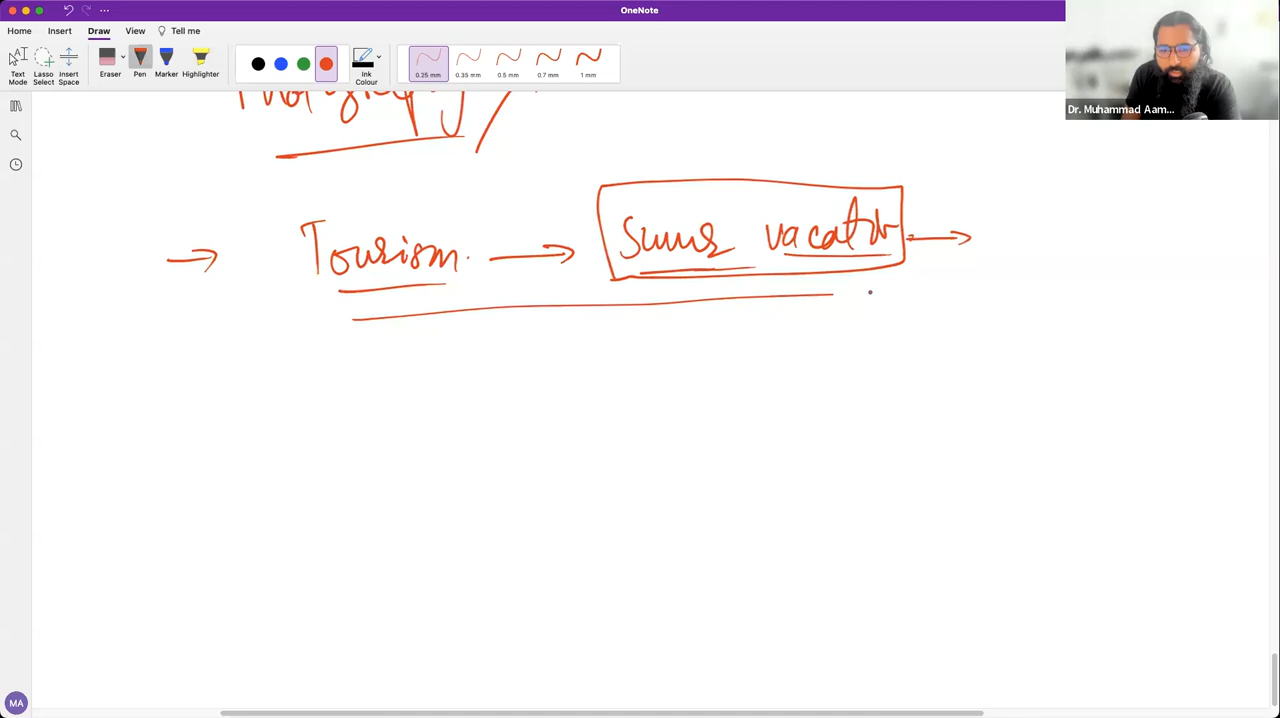 OneNote
Home Insert Draw View Tell me
Text Mode Lasso Select Insert Space Eraser Pen Marker Highlighter Ink Colour 0.25 mm 0.35 mm 0.5 mm 0.7 mm 1 mm
Dr. Muhammad Aam...
→ Tourism. → vacation →
MA